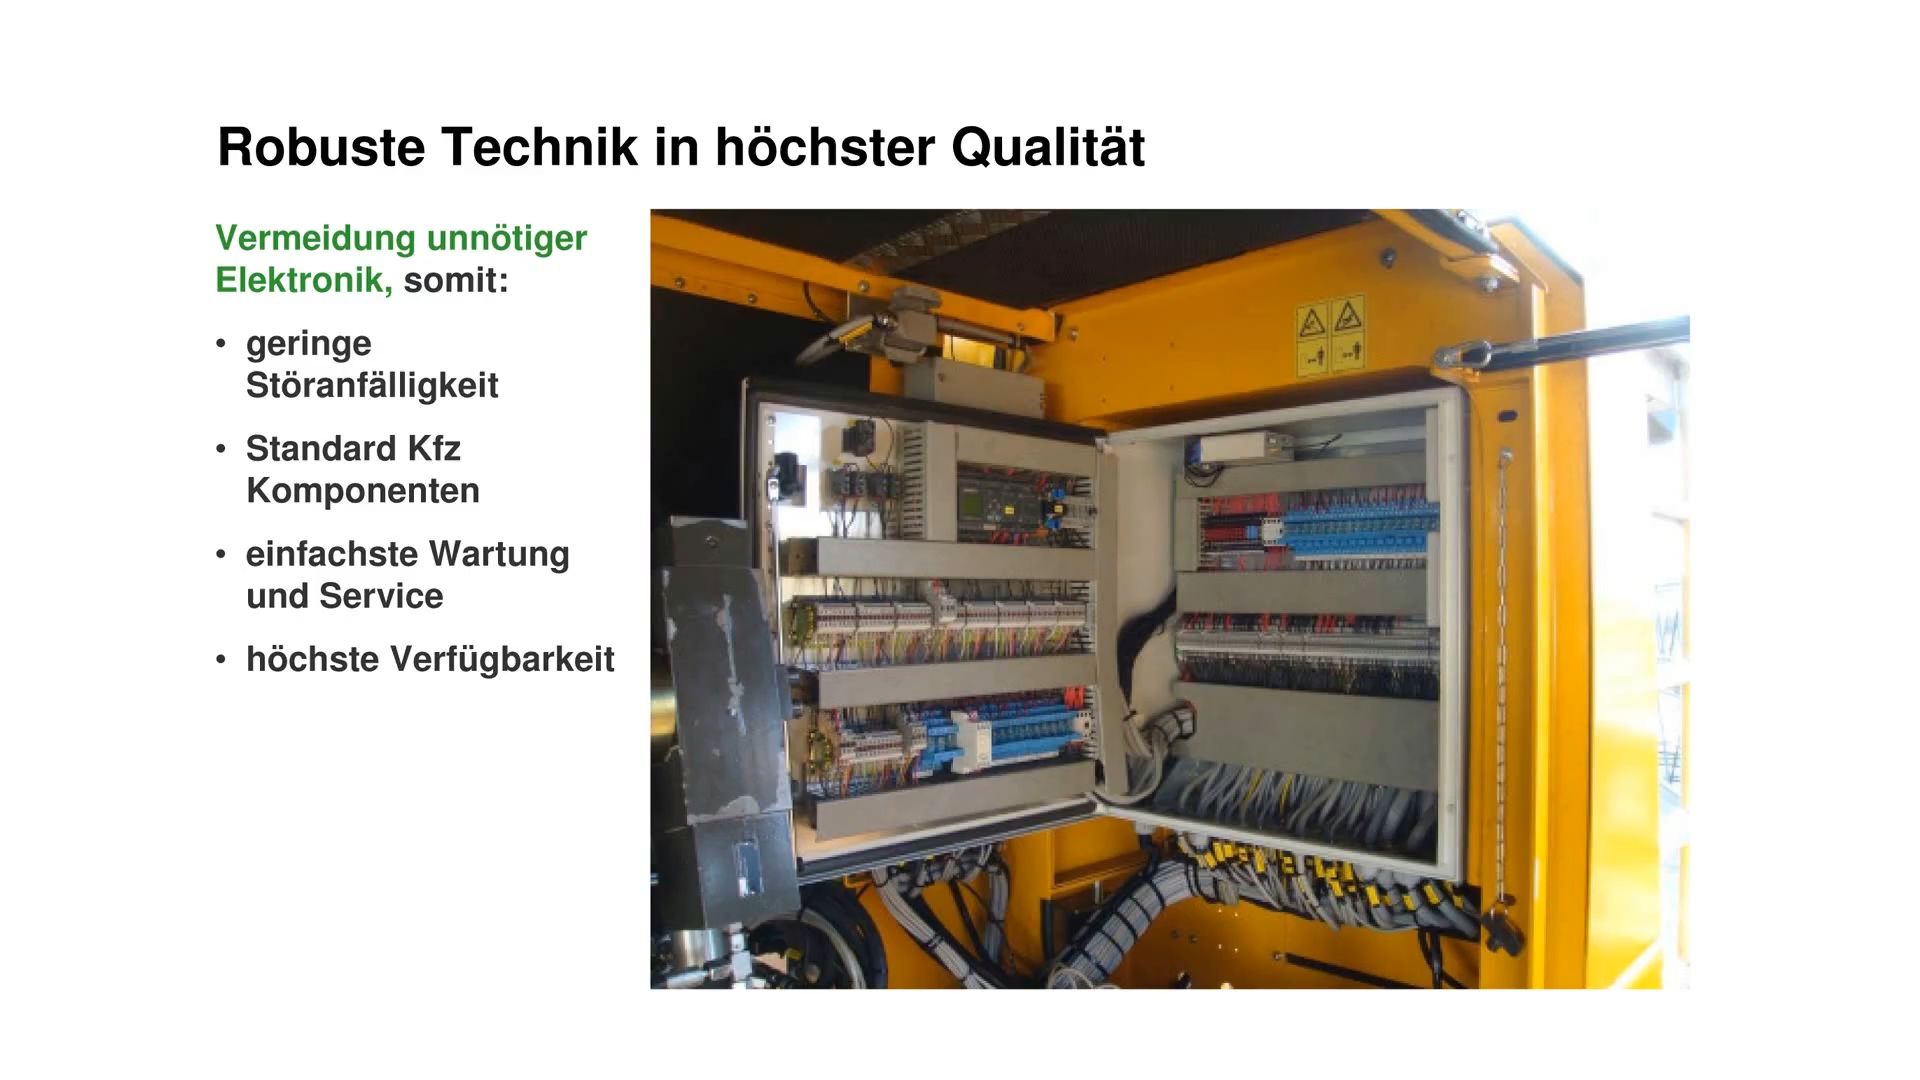 Robuste Technik in höchster Qualität
Vermeidung unnötiger
Elektronik, somit:
• geringe
Störanfälligkeit
• Standard Kfz
Komponenten
• einfachste Wartung
und Service
• höchste Verfügbarkeit